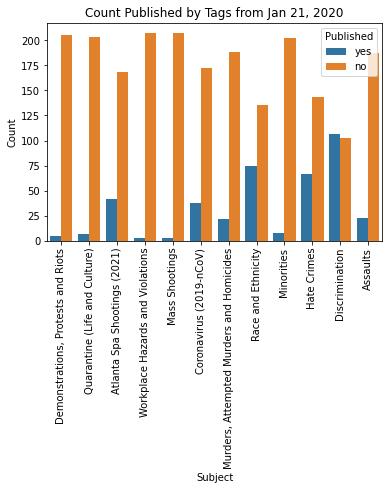 Count Published by Tags from Jan 21, 2020
Published
yes
no
200
175
150
125
100
75
50
25
0
Count
Demonstrations, Protests and Riots
Quarantine (Life and Culture)
Atlanta Spa Shootings (2021)
Workplace Hazards and Violations
Mass Shootings
Coronavirus (2019-nCoV)
Murders, Attempted Murders and Homicides
Race and Ethnicity
Minorities
Hate Crimes
Discrimination
Assaults
Subject